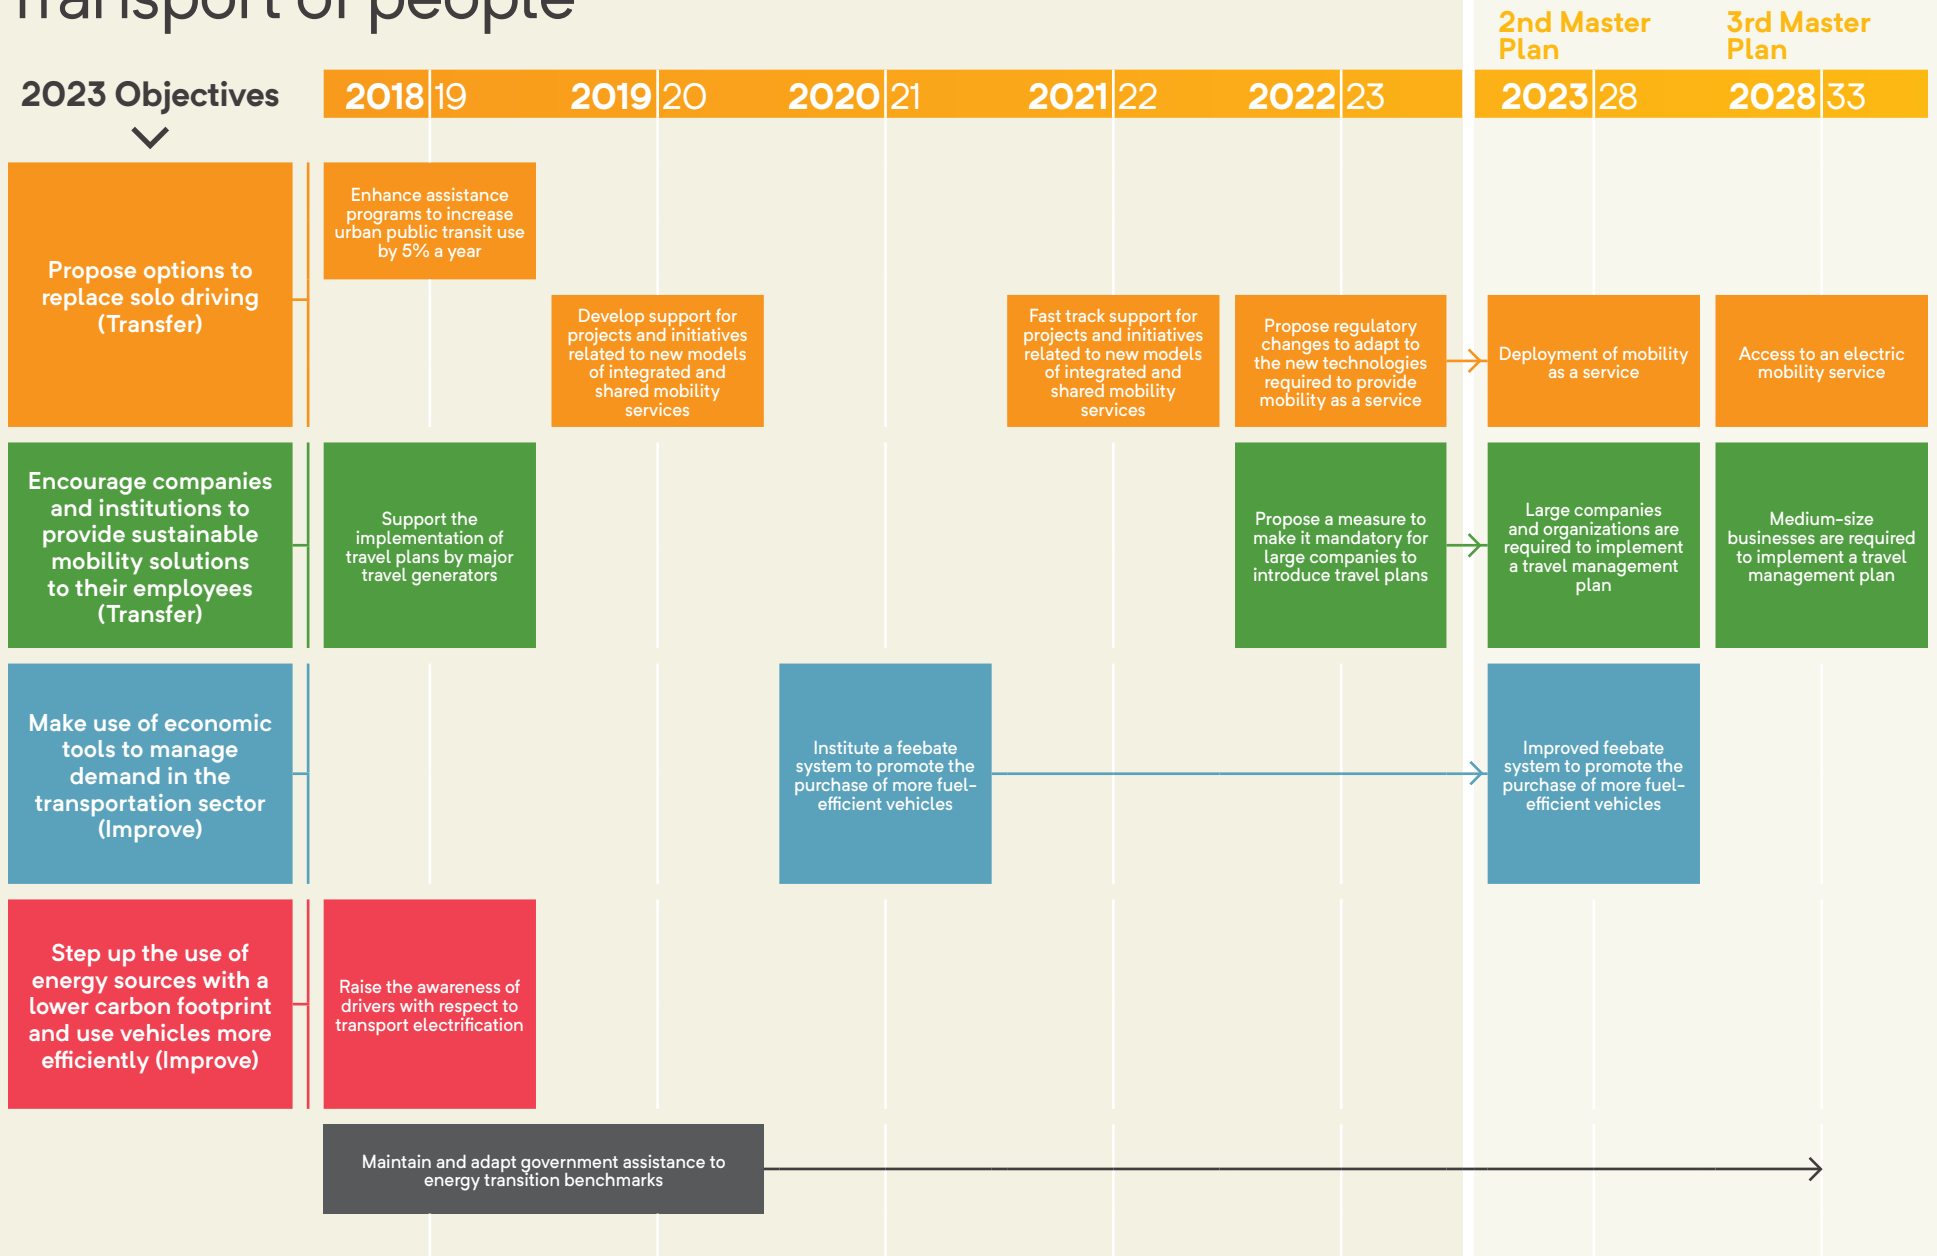 Transport of people
2nd Master
Plan
3rd Master
Plan
2023 Objectives
2018|19
2019|20
2020|21
2021|22
2022|23
2023|28
2028|33
Propose options to
replace solo driving
(Transfer)
Enhance assistance
programs to increase
urban public transit use
by 5% a year
Develop support for
projects and initiatives
related to new models
of integrated and
shared mobility
services
Fast track support for
projects and initiatives
related to new models
of integrated and
shared mobility
services
Propose regulatory
changes to adapt to
the new technologies
required to provide
mobility as a service
Deployment of mobility
as a service
Access to an electric
mobility service
Encourage companies
and institutions to
provide sustainable
mobility solutions
to their employees
(Transfer)
Support the
implementation of
travel plans by major
travel generators
Propose a measure to
make it mandatory for
large companies to
introduce travel plans
Large companies
and organizations are
required to implement
a travel management
plan
Medium-size
businesses are required
to implement a travel
management plan
Make use of economic
tools to manage
demand in the
transportation sector
(Improve)
Institute a feebate
system to promote the
purchase of more fuel-
efficient vehicles
Improved feebate
system to promote the
purchase of more fuel-
efficient vehicles
Step up the use of
energy sources with a
lower carbon footprint
and use vehicles more
efficiently (Improve)
Raise the awareness of
drivers with respect to
transport electrification
Maintain and adapt government assistance to
energy transition benchmarks